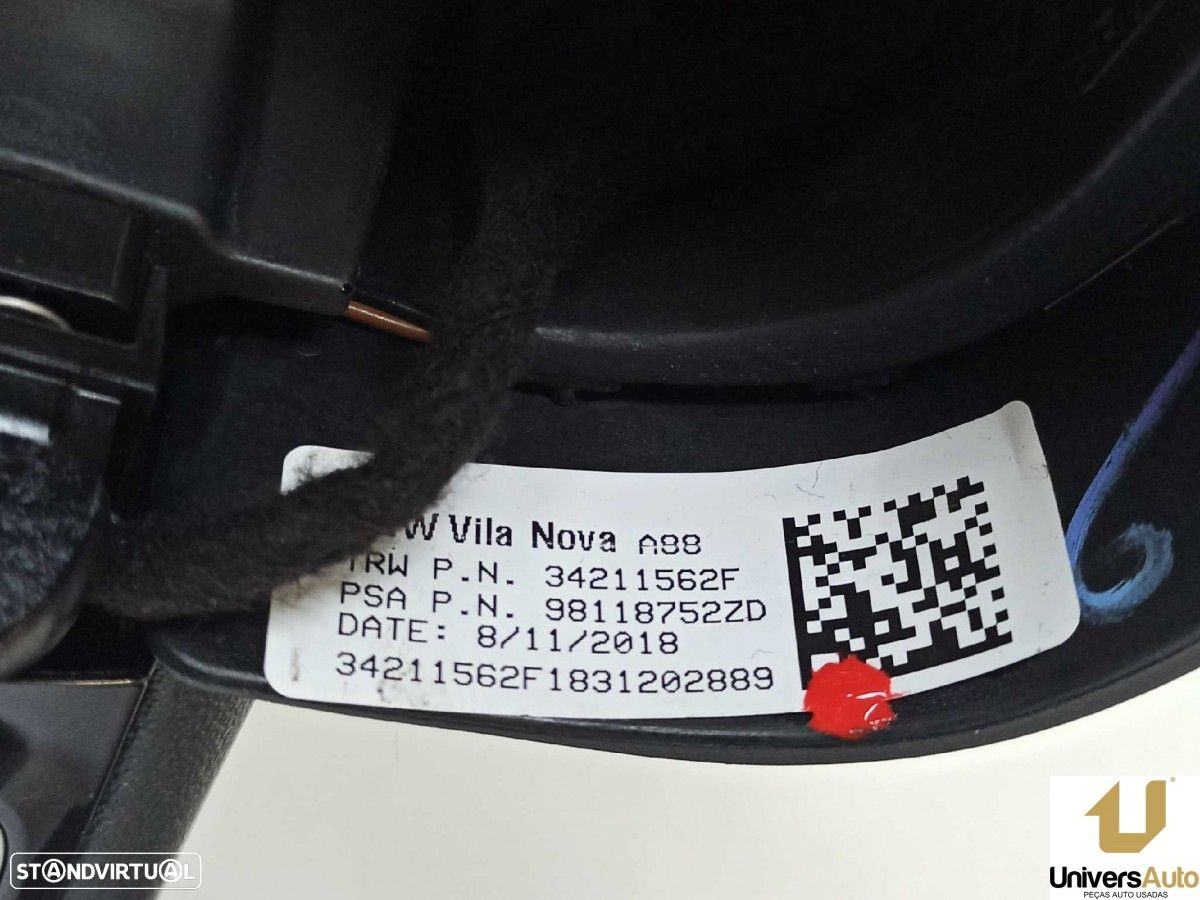 W Vila Nova A88
TRW P.N. 34211562F
PSA P.N. 98118752ZD
DATE: 8/11/2018
34211562F1831202889
STANDVIRTUAL
UniversAuto
PEÇAS AUTO USADAS